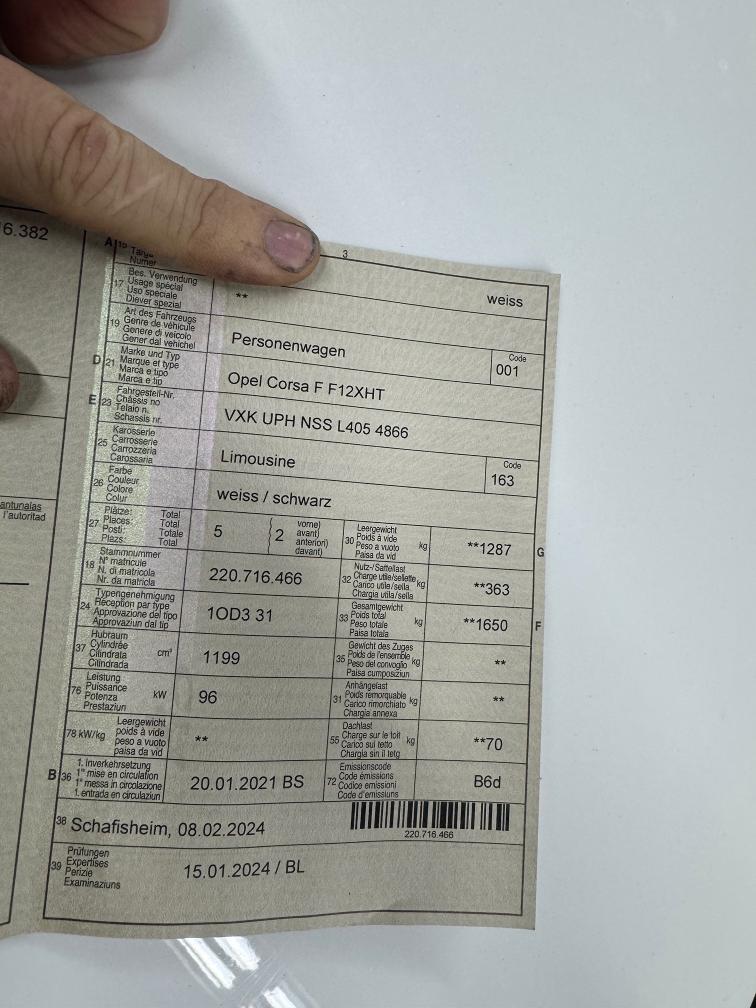 6.382
3
A 15
Numer
weiss
17 Bes. Verwendung
Usage spécial
Uso speciale
Diever spezial
**
19 Art des Fahrzeugs
Genre de véhicule
Genere di veicolo
Gener dal vehichel
Personenwagen
Code
001
D 21 Marke und Typ
Marque et type
Marca e tipo
Marca e tip
Opel Corsa F F12XHT
E 23 Fahrgestell-Nr.
Châssis no
Telaio n.
Schassis nr.
VXK UPH NSS L405 4866
25 Karosserie
Carrosserie
Carrozzeria
Carossaria
Limousine
Code
163
26 Farbe
Couleur
Colore
Colur
weiss / schwarz
27 Plätze: Total
Places: Total
Posti: Totale
Plazs: Total
5 2 vorne)
avant)
anteriori)
davant)
30 Leergewicht
Poids à vide
Peso a vuoto
Paisa da vid
kg
**1287
G
18 Stammnummer
N° matricule
N. di matricola
Nr. da matricla
220.716.466
32 Nutz-/Sattellast
Charge utile/sellette
Carico utile/sella
Chargia utila/sella
kg
**363
24 Typengenehmigung
Réception par type
Approvazione del tipo
Approvaziun dal tip
1OD3 31
33 Gesamtgewicht
Poids total
Peso totale
Paisa totala
kg
**1650
F
37 Hubraum
Cylindrée
Cilindrata
Cilindrada
cm³
1199
35 Gewicht des Zuges
Poids de l'ensemble
Peso del convoglio
Paisa cumposiziun
kg
**
76 Leistung
Puissance
Potenza
Prestaziun
kW
96
31 Anhängelast
Poids remorquable
Carico rimorchiato
Chargia annexa
kg
**
78 kW/kg Leergewicht
poids à vide
peso a vuoto
paisa da vid
**
55 Dachlast
Charge sur le toit
Carico sul tetto
Chargia sin il tetg
kg
**70
B 36 1. Inverkehrsetzung
1re mise en circulation
1a messa in circolazione
1. entrada en circulaziun
20.01.2021 BS
72 Emissionscode
Code émissions
Codice emissioni
Code d'emissiuns
B6d
38 Schafisheim, 08.02.2024
220.716.466
39 Prüfungen
Expertises
Perizie
Examinaziuns
15.01.2024 / BL
antunalas
l'autoritad